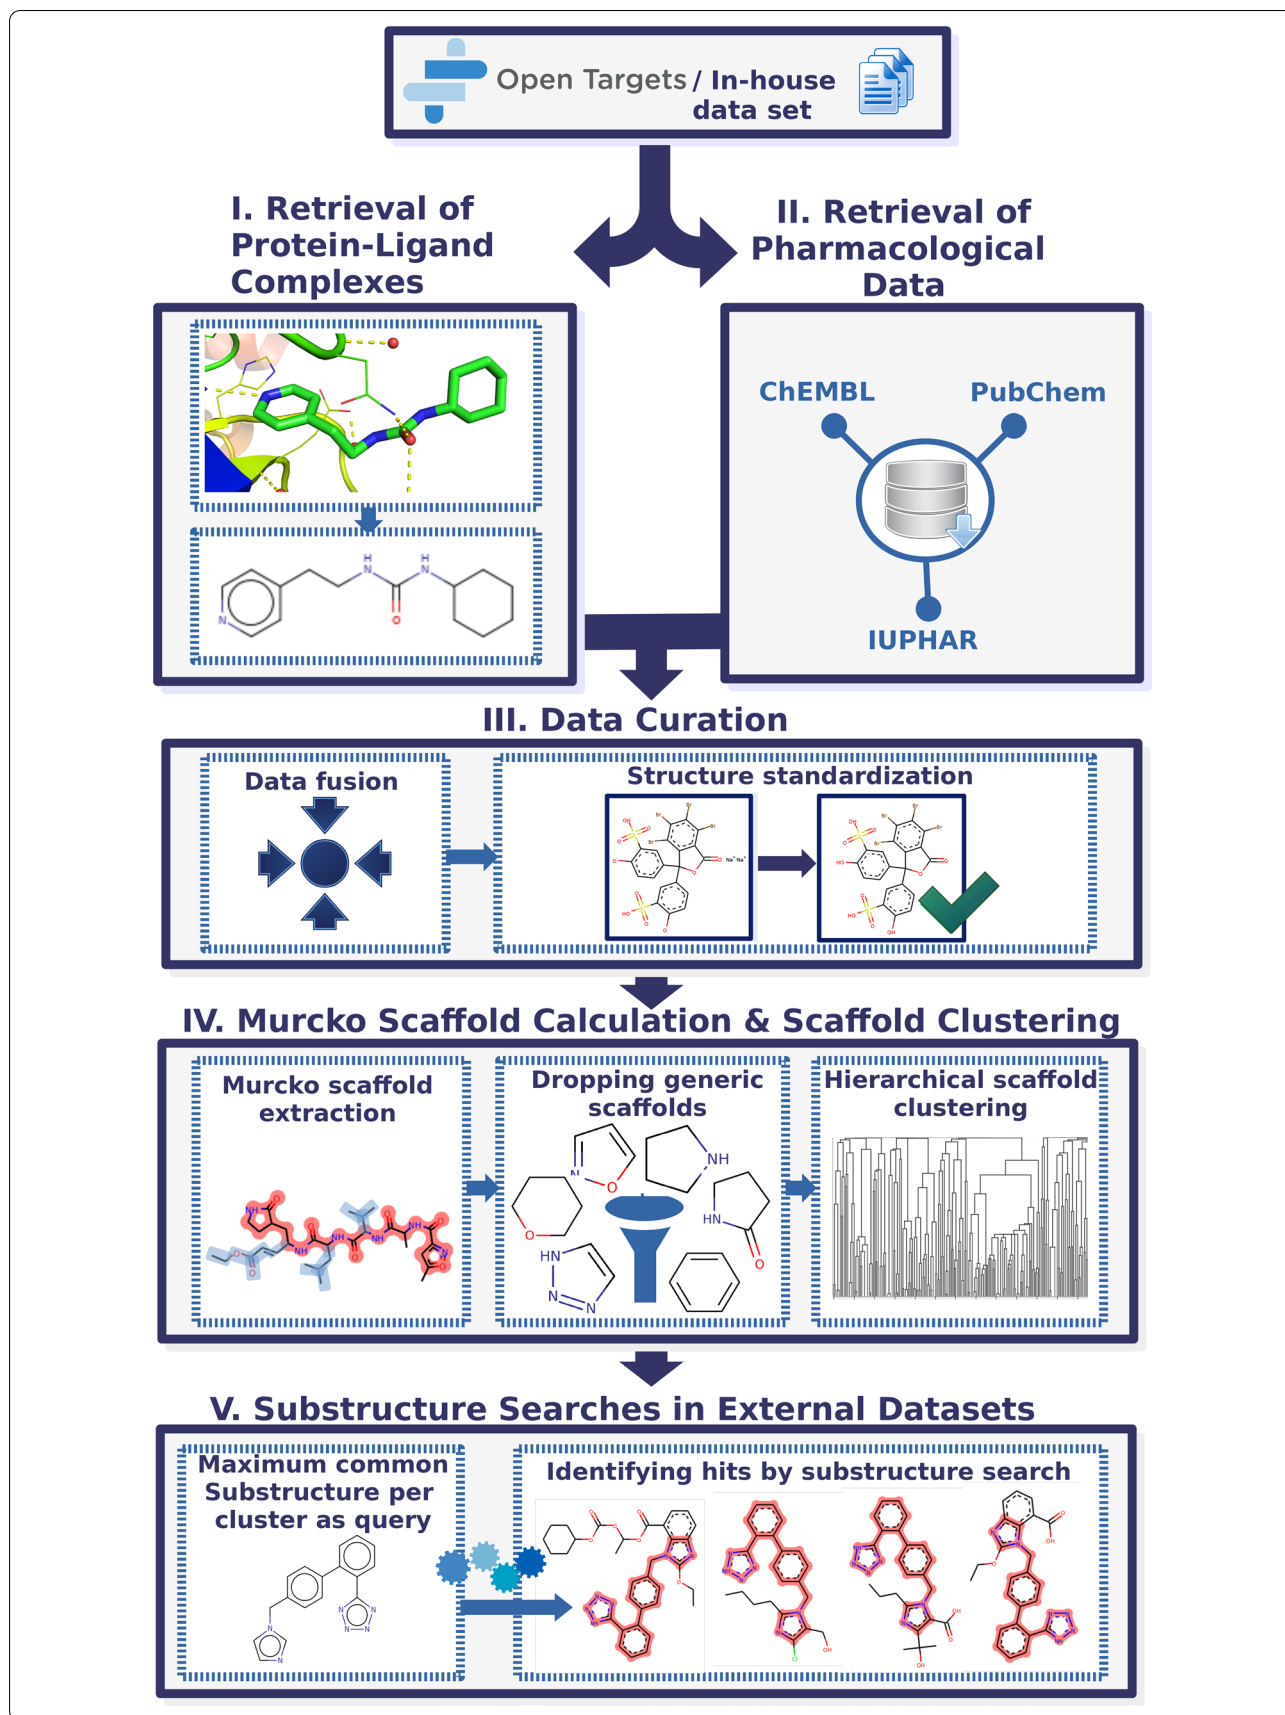 Open Targets / In-house
data set
I. Retrieval of
Protein-Ligand
Complexes
II. Retrieval of
Pharmacological
Data
ChEMBL
PubChem
IUPHAR
N
H
N
H
N
O
III. Data Curation
Data fusion
Structure standardization
IV. Murcko Scaffold Calculation & Scaffold Clustering
Murcko scaffold
extraction
Dropping generic
scaffolds
Hierarchical scaffold
clustering
O
NH
O
HN
O
HN
N
N
V. Substructure Searches in External Datasets
Maximum common
Substructure per
cluster as query
Identifying hits by substructure search